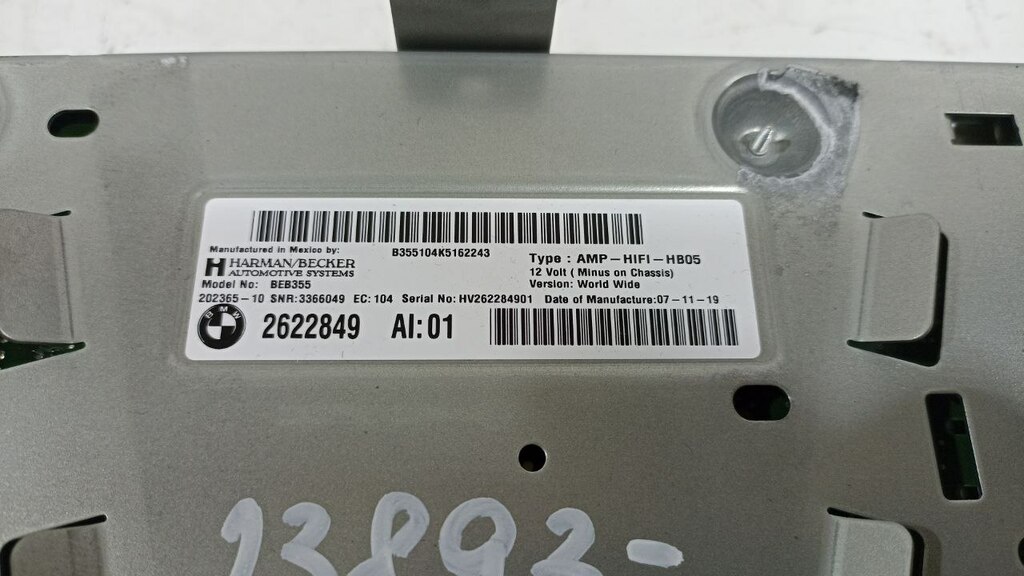 Manufactured in Mexico by:
B355104K5162243
HARMAN/BECKER
AUTOMOTIVE SYSTEMS
Type : AMP-HIFI-HB05
12 Volt ( Minus on Chassis)
Version: World Wide
Model No: BEB355
202365-10 SNR:3366049 EC:104 Serial No:HV262284901 Date of Manufacture:07-11-19
BMW 2622849 AI:01
13893-